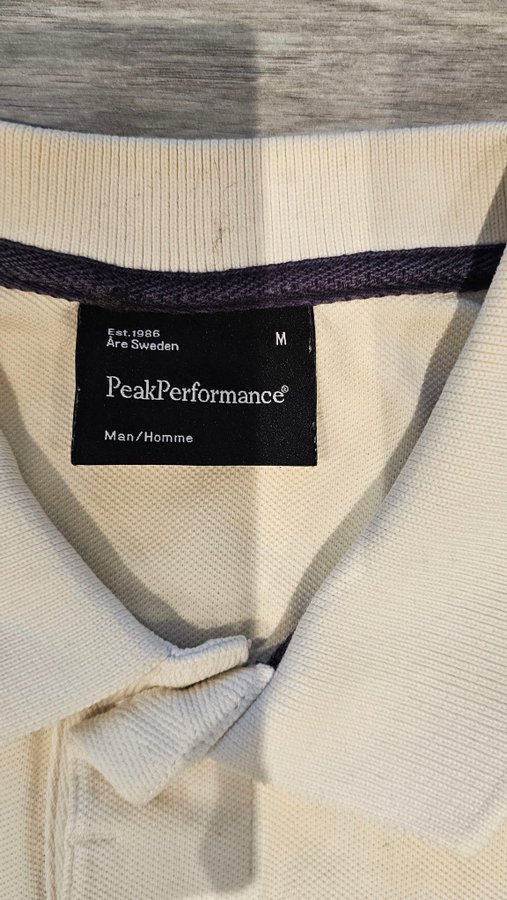 Est.1986
Åre Sweden
M
PeakPerformance®
Man/Homme